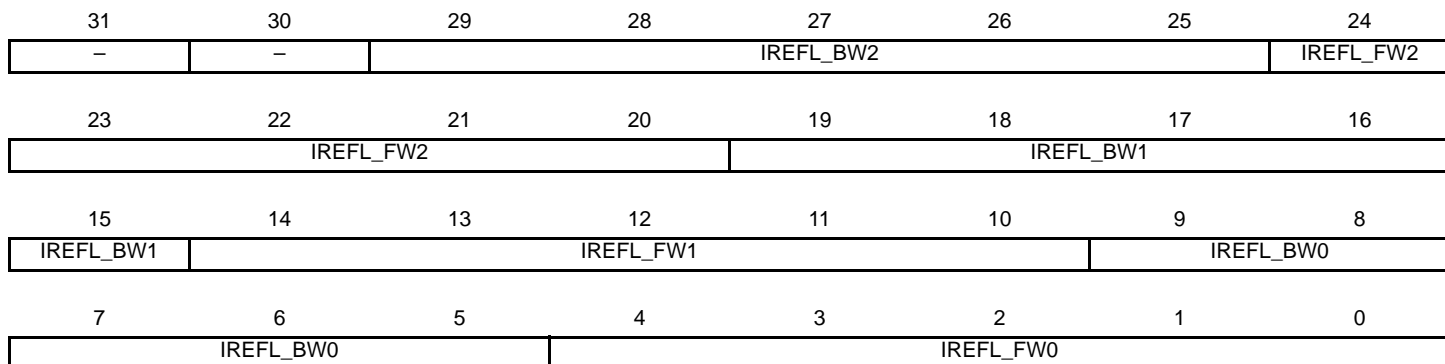 31 30 29 28 27 26 25 24
– – IREFL_BW2 IREFL_FW2
23 22 21 20 19 18 17 16
IREFL_FW2 IREFL_BW1
15 14 13 12 11 10 9 8
IREFL_BW1 IREFL_FW1 IREFL_BW0
7 6 5 4 3 2 1 0
IREFL_BW0 IREFL_FW0